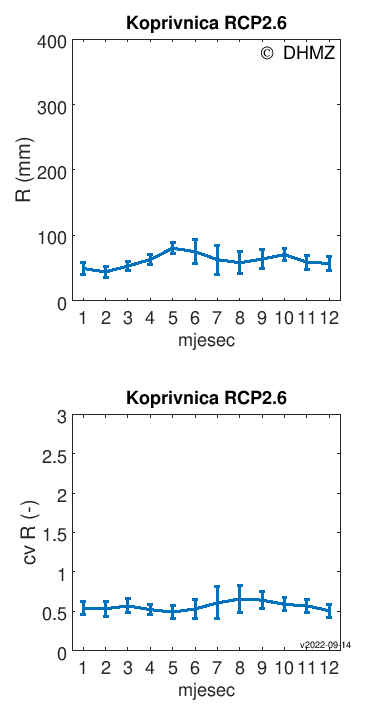 Koprivnica RCP2.6
© DHMZ
400
300
200
100
0
R (mm)
1 2 3 4 5 6 7 8 9 10 11 12
mjesec
Koprivnica RCP2.6
3
2.5
2
1.5
1
0.5
0
cv R (-)
v2022-09-14
1 2 3 4 5 6 7 8 9 10 11 12
mjesec